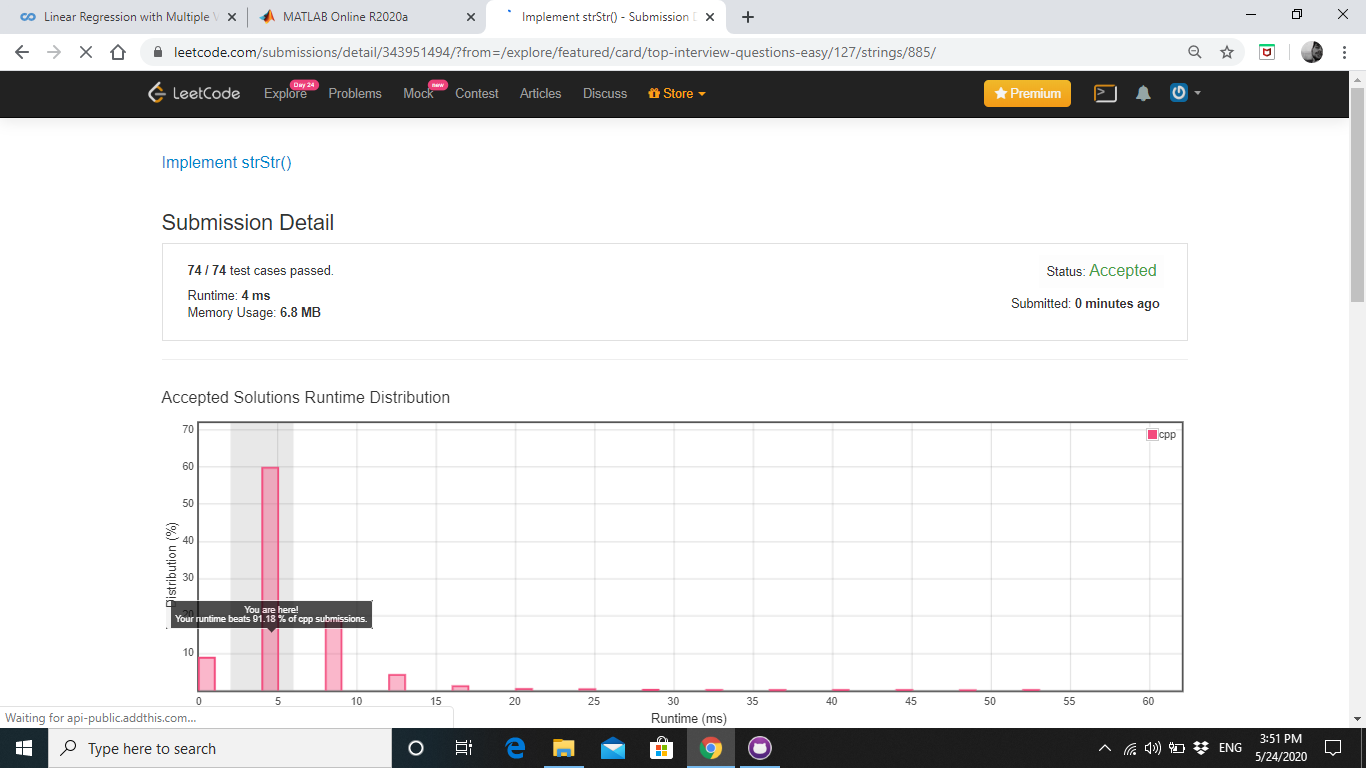 Linear Regression with Multiple V
MATLAB Online R2020a
Implement strStr() - Submission D
leetcode.com/submissions/detail/343951494/?from=/explore/featured/card/top-interview-questions-easy/127/strings/885/
LeetCode
Explore
Day 24
Problems
Mock
new
Contest
Articles
Discuss
Store
Premium
Implement strStr()
Submission Detail
74 / 74 test cases passed.
Status: Accepted
Runtime: 4 ms
Submitted: 0 minutes ago
Memory Usage: 6.8 MB
Accepted Solutions Runtime Distribution
cpp
70
60
50
40
30
20
10
Distribution (%)
You are here!
Your runtime beats 91.18 % of cpp submissions.
0 5 10 15 20 25 30 35 40 45 50 55 60
Runtime (ms)
Waiting for api-public.addthis.com...
Type here to search
ENG
3:51 PM
5/24/2020